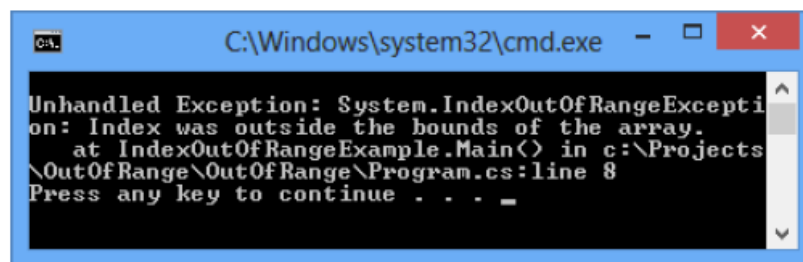 C:\Windows\system32\cmd.exe
Unhandled Exception: System.IndexOutOfRangeExcepti
on: Index was outside the bounds of the array.
   at IndexOutOfRangeExample.Main() in c:\Projects
\OutOfRange\OutOfRange\Program.cs:line 8
Press any key to continue . . . _